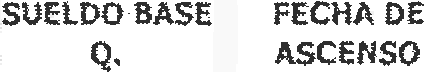 SUELDO BASE
Q.
FECHA DE
ASCENSO